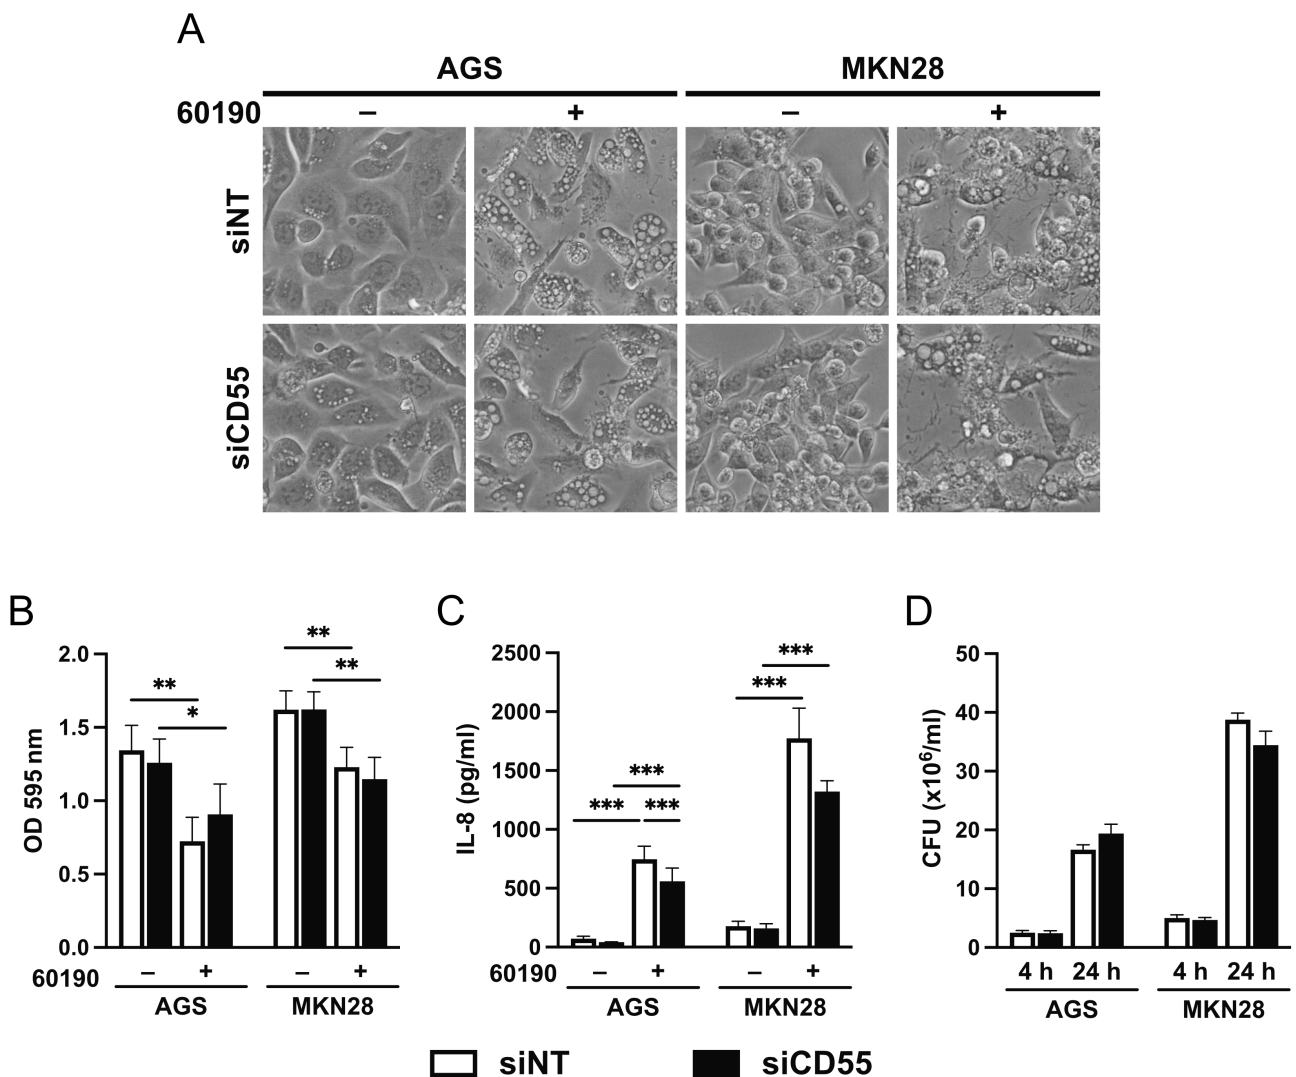 A
AGS MKN28
60190 – + – +
siNT
siCD55
B
OD 595 nm
2.0
1.5
1.0
0.5
0.0
** * ** **
60190 – + – +
AGS MKN28
C
IL-8 (pg/ml)
2500
2000
1500
1000
500
0
*** *** *** *** ***
60190 – + – +
AGS MKN28
D
CFU (x10⁶/ml)
50
40
30
20
10
0
4 h 24 h 4 h 24 h
AGS MKN28
siNT siCD55